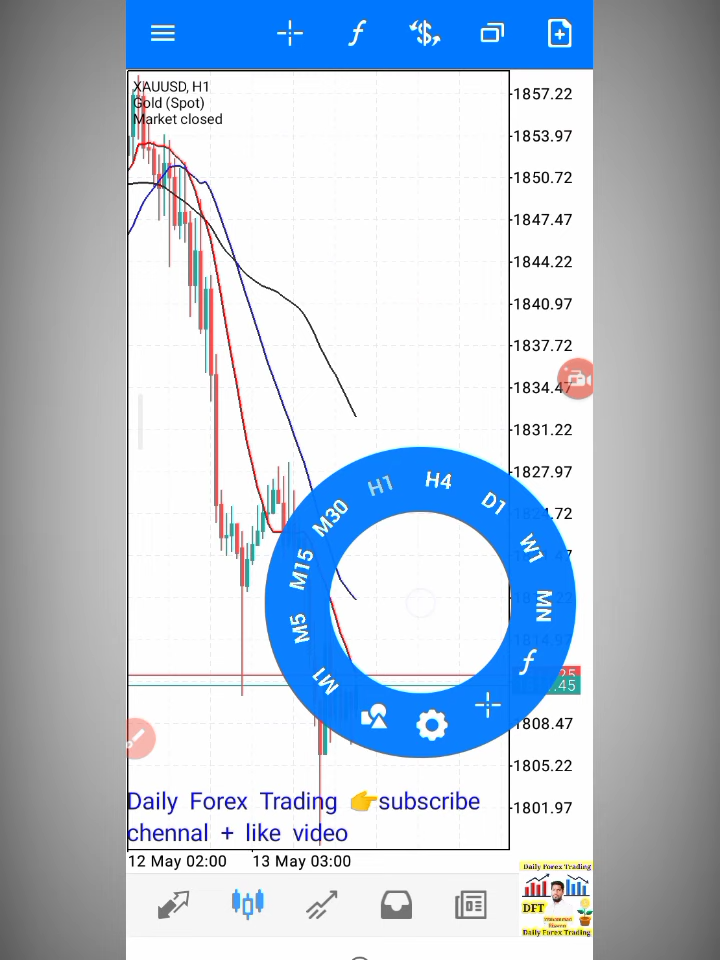 XAUUSD, H1
Gold (Spot)
Market closed
1857.22
1853.97
1850.72
1847.47
1844.22
1840.97
1837.72
1834.47
1831.22
1827.97
H1
H4
D1
W1
MN
M30
M15
M5
M1
1808.47
1805.22
1801.97
Daily Forex Trading 👉subscribe
chennal + like video
12 May 02:00 13 May 03:00
Daily Forex Trading
DFT
Daily Forex Trading